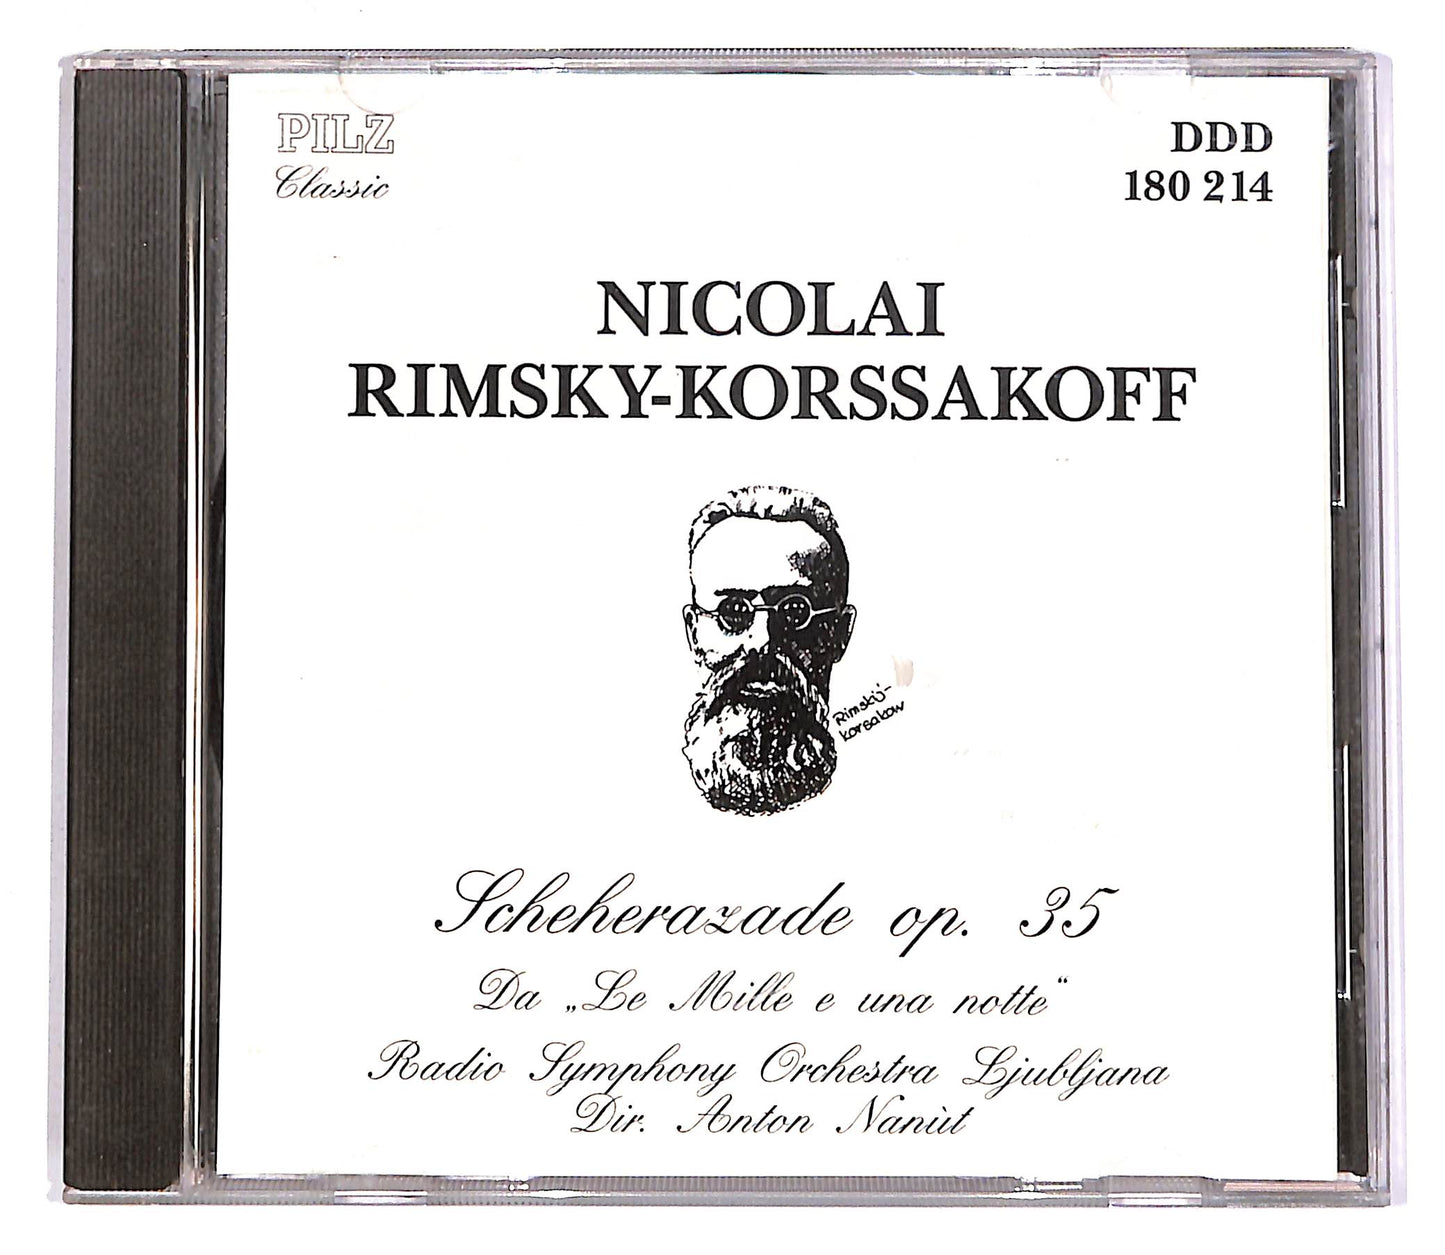 PILZ
Classic
DDD
180 214
NICOLAI
RIMSKY-KORSSAKOFF
Rimskij-
Korsakow
Scheherazade op. 35
Da „Le Mille e una notte“
Radio Symphony Orchestra Ljubljana
Dir. Anton Nanùt